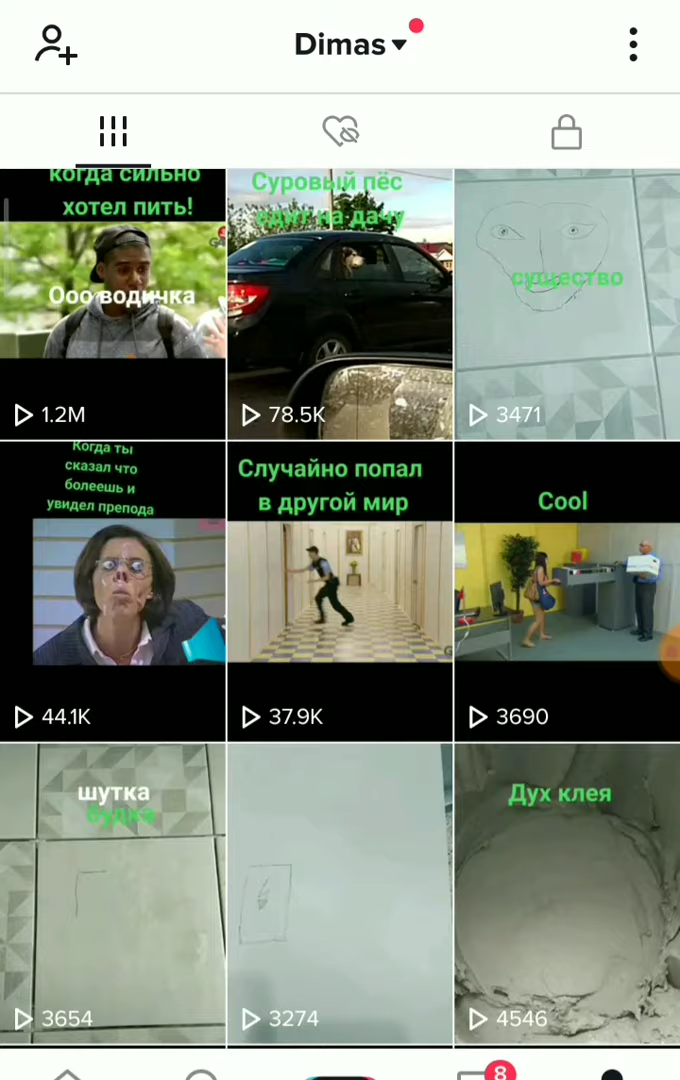 Dimas
когда сильно
хотел пить!
Ооо водичка
1.2M
Суровый пёс
едит на дачу
78.5K
существо
3471
Когда ты
сказал что
болеешь и
увидел препода
44.1K
Случайно попал
в другой мир
37.9K
Cool
3690
шутка
будка
3654
3274
Дух клея
4546
8